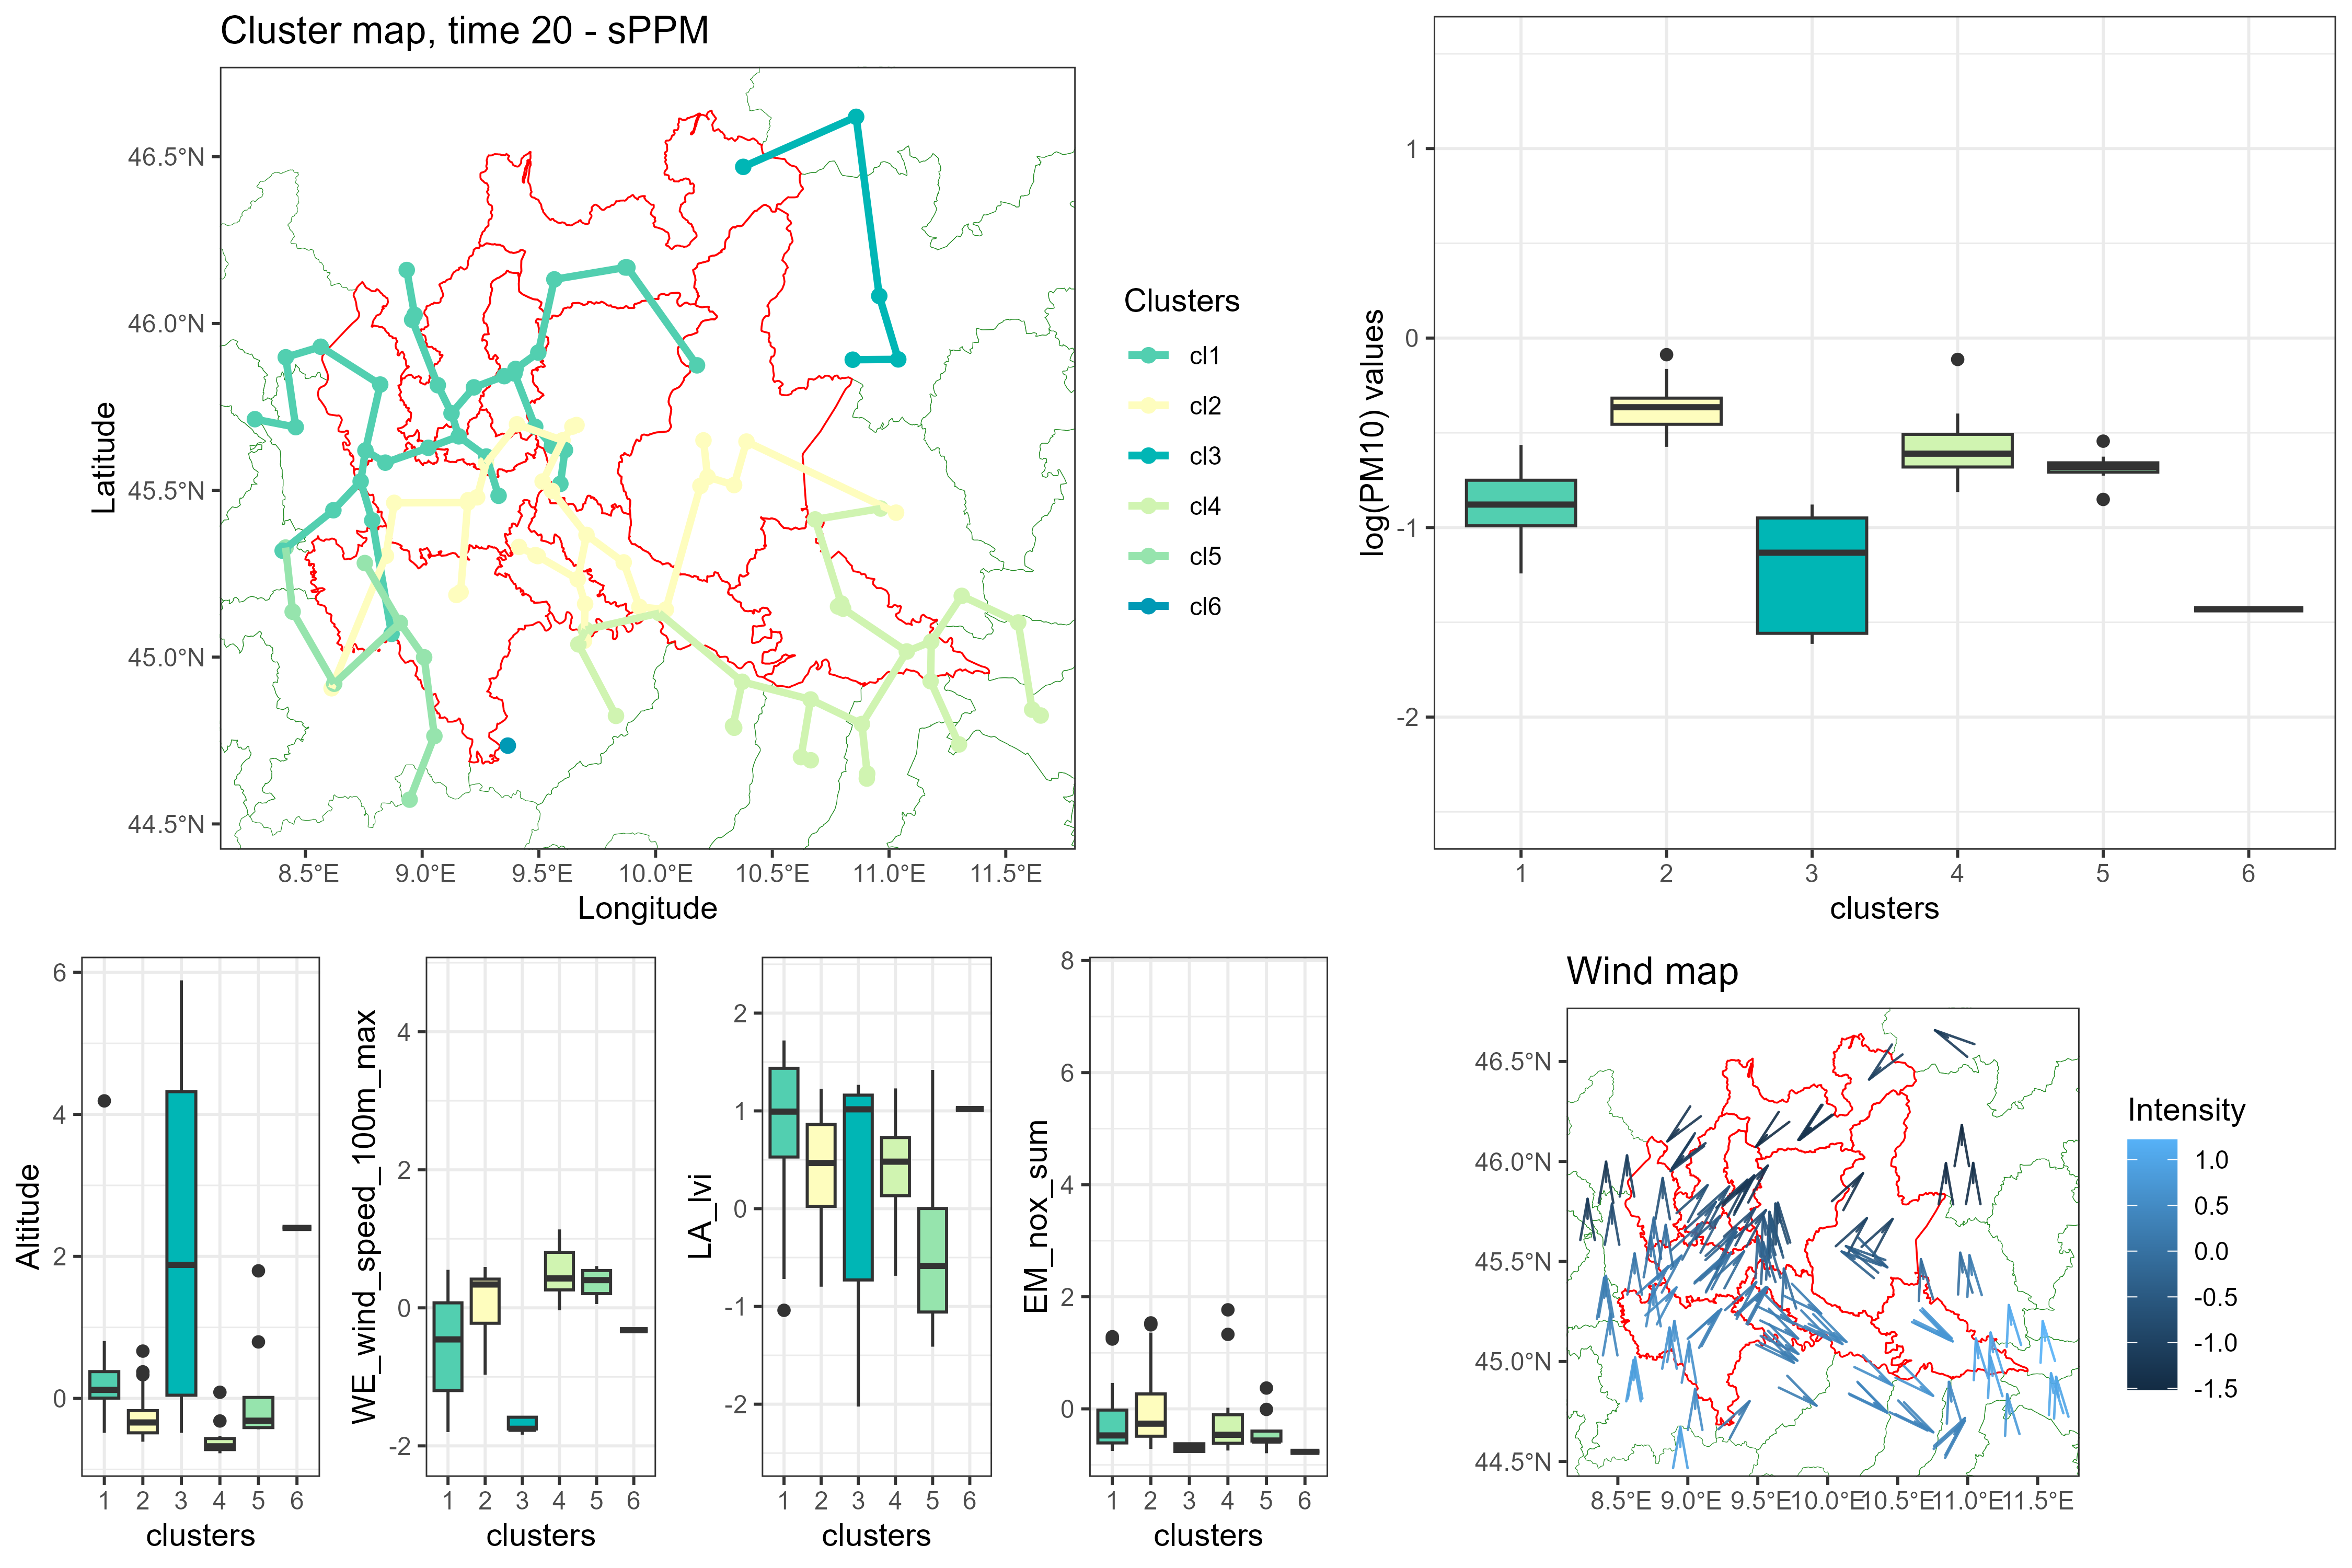 Cluster map, time 20 - sPPM
46.5°N
46.0°N
45.5°N
45.0°N
44.5°N
Latitude
8.5°E 9.0°E 9.5°E 10.0°E 10.5°E 11.0°E 11.5°E
Longitude
Clusters
cl1
cl2
cl3
cl4
cl5
cl6
log(PM10) values
1
0
-1
-2
1 2 3 4 5 6
clusters
Altitude
6
4
2
0
1 2 3 4 5 6
clusters
WE_wind_speed_100m_max
4
2
0
-2
1 2 3 4 5 6
clusters
LA_lvi
2
1
0
-1
-2
1 2 3 4 5 6
clusters
EM_nox_sum
8
6
4
2
0
1 2 3 4 5 6
clusters
Wind map
46.5°N
46.0°N
45.5°N
45.0°N
44.5°N
8.5°E 9.0°E 9.5°E 10.0°E 10.5°E 11.0°E 11.5°E
Intensity
1.0
0.5
0.0
-0.5
-1.0
-1.5